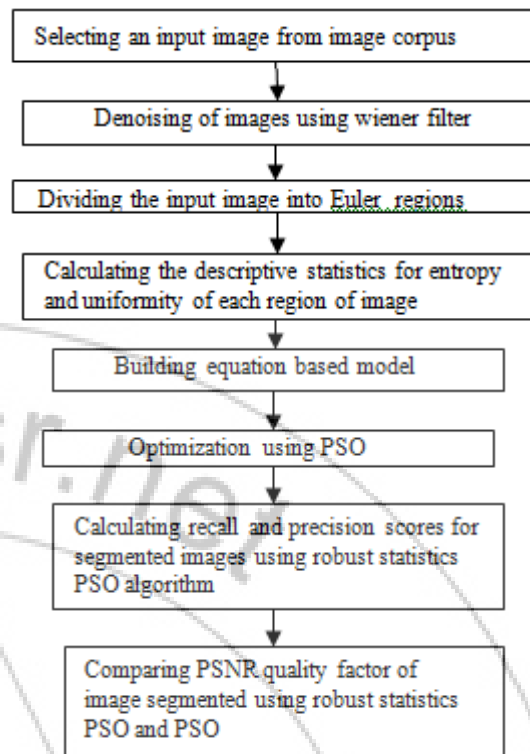 Selecting an input image from image corpus
Denoising of images using wiener filter
Dividing the input image into Euler regions
Calculating the descriptive statistics for entropy
and uniformity of each region of image
Building equation based model
Optimization using PSO
Calculating recall and precision scores for
segmented images using robust statistics
PSO algorithm
Comparing PSNR quality factor of
image segmented using robust statistics
PSO and PSO